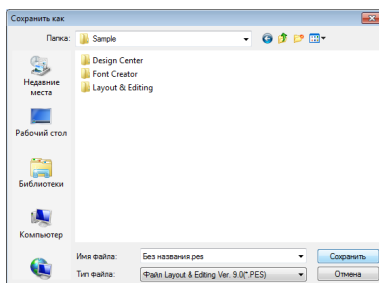 Сохранить как
Папка: Sample
Design Center
Font Creator
Layout & Editing
Недавние
места
Рабочий стол
Библиотеки
Компьютер
Имя файла: Без названия.pes Сохранить
Тип файла: Файл Layout & Editing Ver. 9.0(*.PES) Отмена